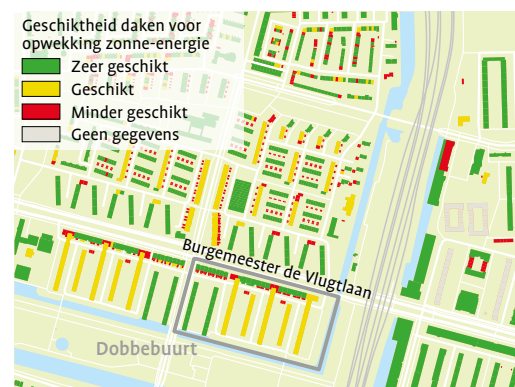 Geschiktheid daken voor
opwekking zonne-energie
Zeer geschikt
Geschikt
Minder geschikt
Geen gegevens
Burgemeester de Vlugtlaan
Dobbebuurt